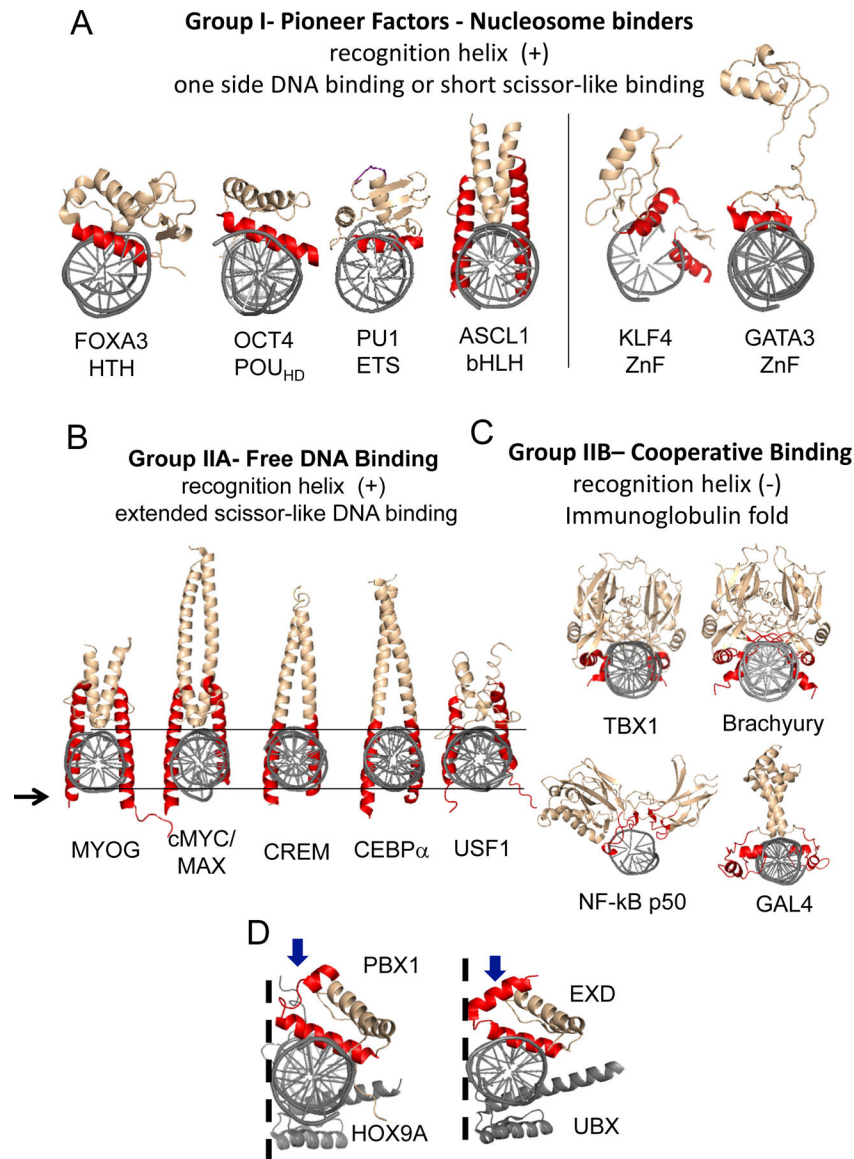 A
Group I- Pioneer Factors - Nucleosome binders
recognition helix (+)
one side DNA binding or short scissor-like binding
FOXA3
HTH
OCT4
POUHD
PU1
ETS
ASCL1
bHLH
KLF4
ZnF
GATA3
ZnF
B
Group IIA- Free DNA Binding
recognition helix (+)
extended scissor-like DNA binding
MYOG
cMYC/
MAX
CREM
CEBPα
USF1
C
Group IIB– Cooperative Binding
recognition helix (-)
Immunoglobulin fold
TBX1
Brachyury
NF-kB p50
GAL4
D
PBX1
HOX9A
EXD
UBX